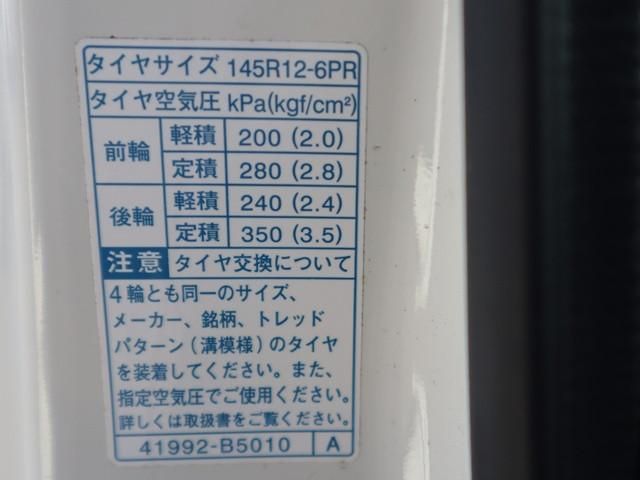 タイヤサイズ 145R12-6PR
タイヤ空気圧 kPa(kgf/cm²)
前輪 軽積 200 (2.0)
定積 280 (2.8)
後輪 軽積 240 (2.4)
定積 350 (3.5)
注意 タイヤ交換について
4輪とも同一のサイズ、
メーカー、銘柄、トレッド
パターン(溝模様)のタイヤ
を装着してください。また、
指定空気圧でご使用ください。
詳しくは取扱書をご覧ください。
41992-B5010 A